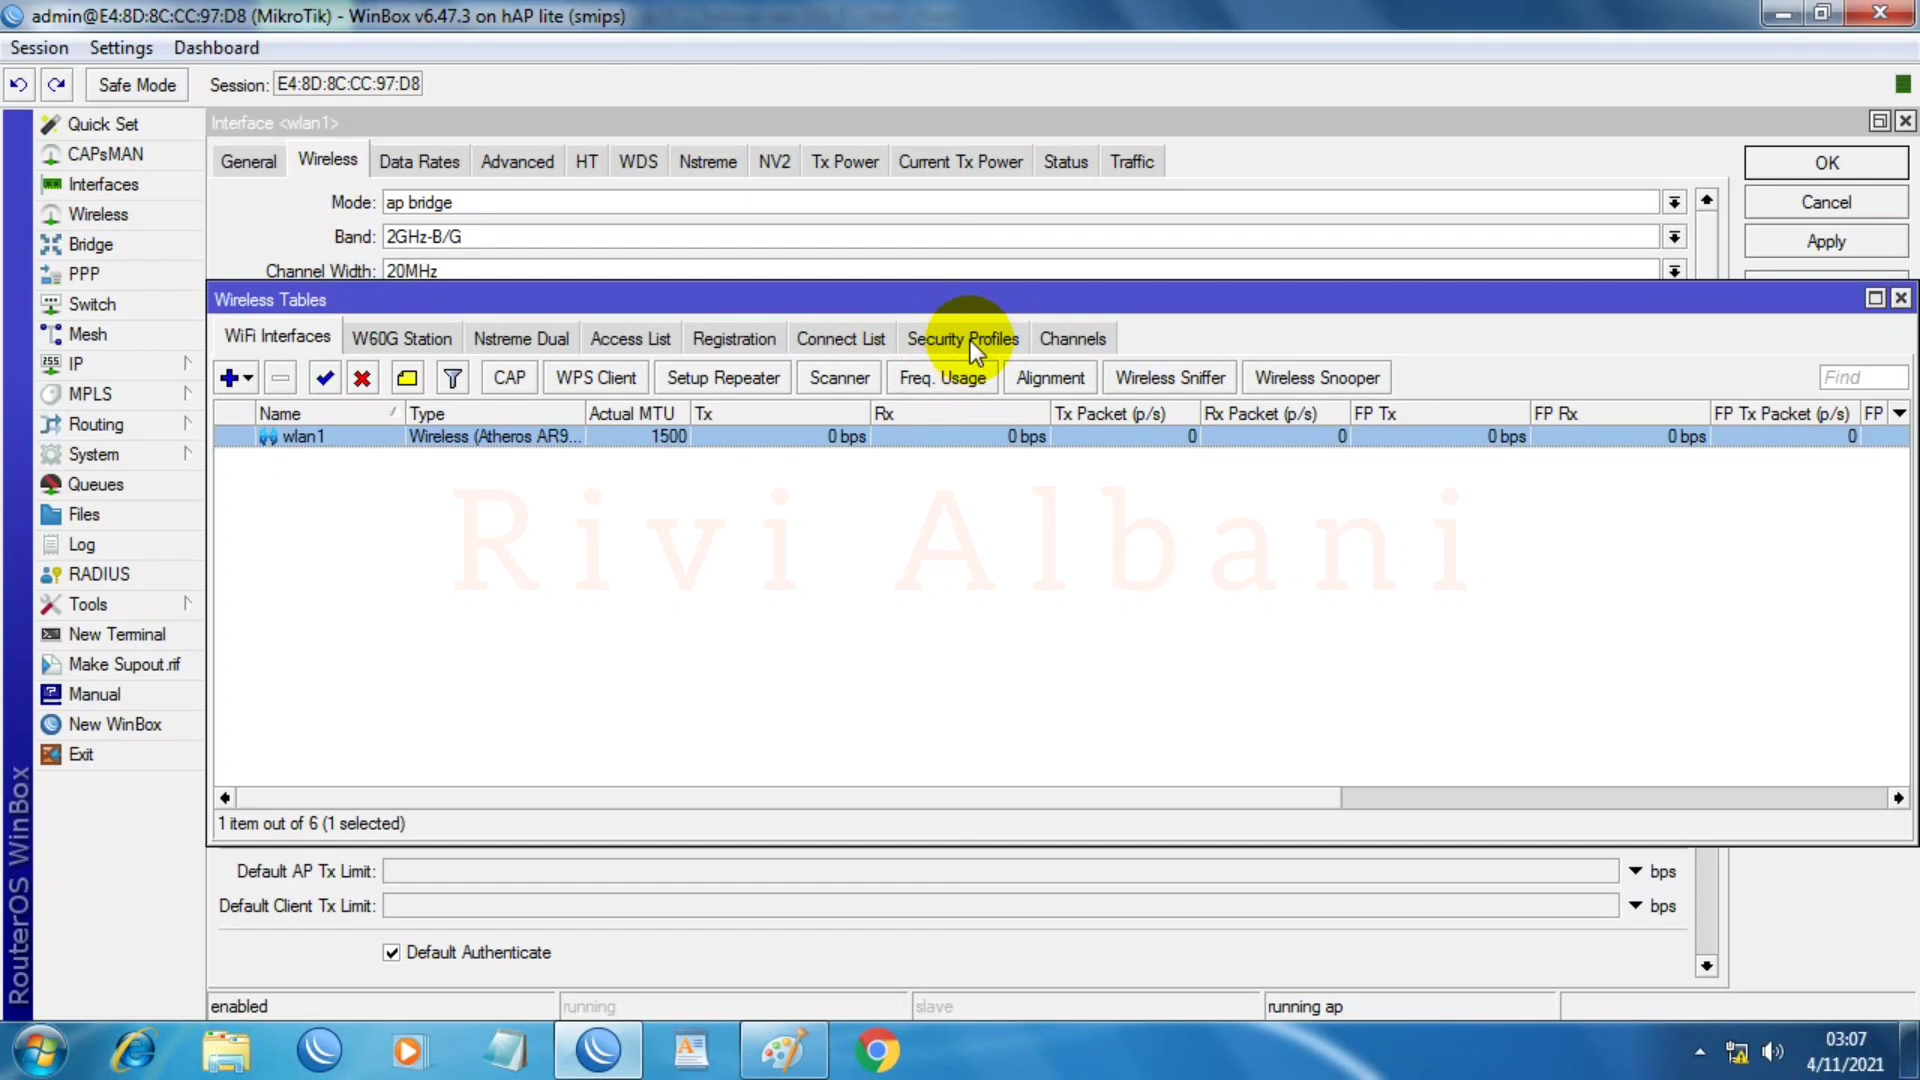 admin@E4:8D:8C:CC:97:D8 (MikroTik) - WinBox v6.47.3 on hAP lite (smips)
Session Settings Dashboard
Safe Mode Session: E4:8D:8C:CC:97:D8
Quick Set
CAPsMAN
Interfaces
Wireless
Bridge
PPP
Switch
Mesh
IP
MPLS
Routing
System
Queues
Files
Log
RADIUS
Tools
New Terminal
Make Supout.rif
Manual
New WinBox
Exit
RouterOS WinBox
Interface <wlan1>
General Wireless Data Rates Advanced HT WDS Nstreme NV2 Tx Power Current Tx Power Status Traffic
Mode: ap bridge
Band: 2GHz-B/G
Channel Width: 20MHz
OK
Cancel
Apply
Wireless Tables
WiFi Interfaces W60G Station Nstreme Dual Access List Registration Connect List Security Profiles Channels
CAP WPS Client Setup Repeater Scanner Freq. Usage Alignment Wireless Sniffer Wireless Snooper Find
Name Type Actual MTU Tx Rx Tx Packet (p/s) Rx Packet (p/s) FP Tx FP Rx FP Tx Packet (p/s) FP
wlan1 Wireless (Atheros AR9... 1500 0 bps 0 bps 0 0 0 bps 0 bps 0
Rivi Albani
1 item out of 6 (1 selected)
Default AP Tx Limit: bps
Default Client Tx Limit: bps
Default Authenticate
enabled running slave running ap
03:07
4/11/2021